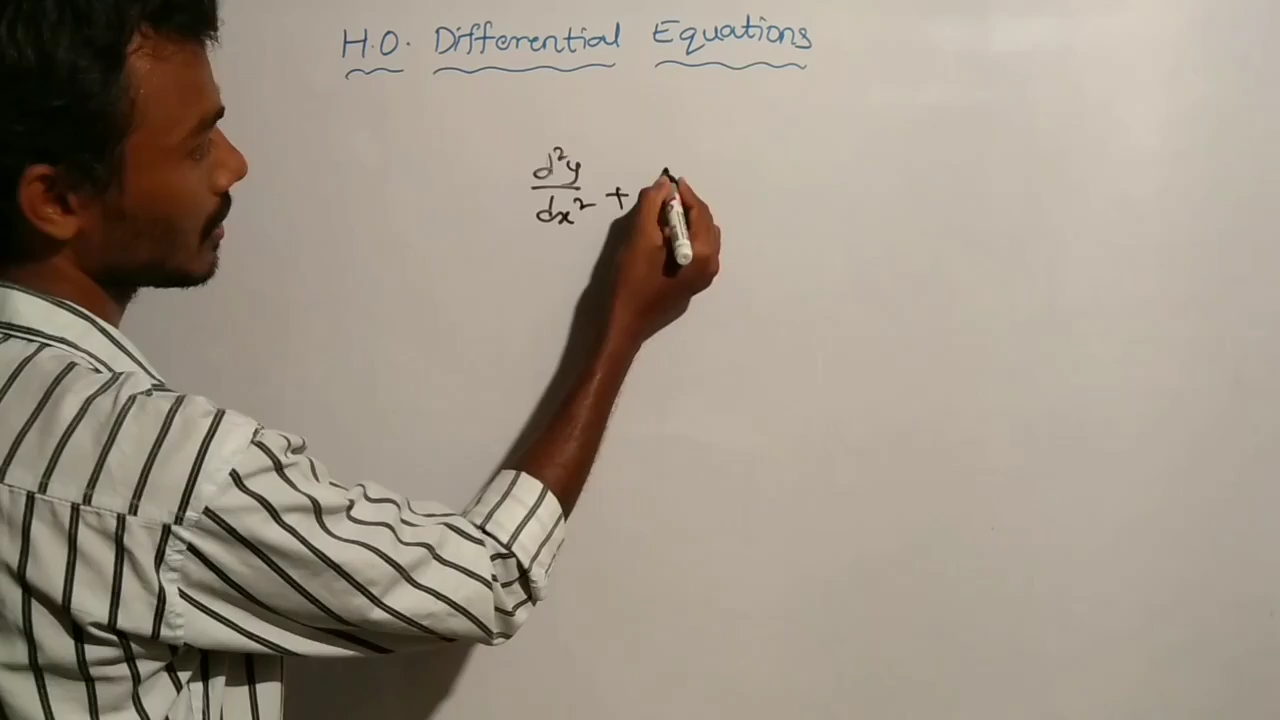 H.O. Differential Equations
d²y
dx² +